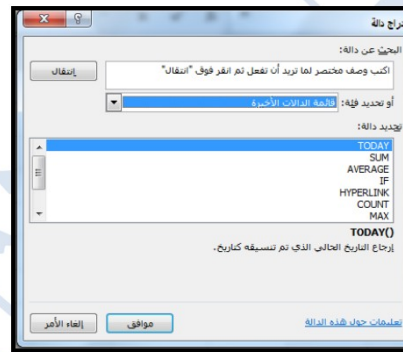 دراج دالة
البحث عن دالة:
اكتب وصف مختصر لما تريد أن تفعل ثم انقر فوق "انتقال"
إنتقال
أو تحديد فئة: قائمة الدالات الأخيرة
تحديد دالة:
TODAY
SUM
AVERAGE
IF
HYPERLINK
COUNT
MAX
TODAY()
إرجاع التاريخ الحالي الذي تم تنسيقه كتاريخ.
تعليمات حول هذه الدالة
موافق
إلغاء الأمر